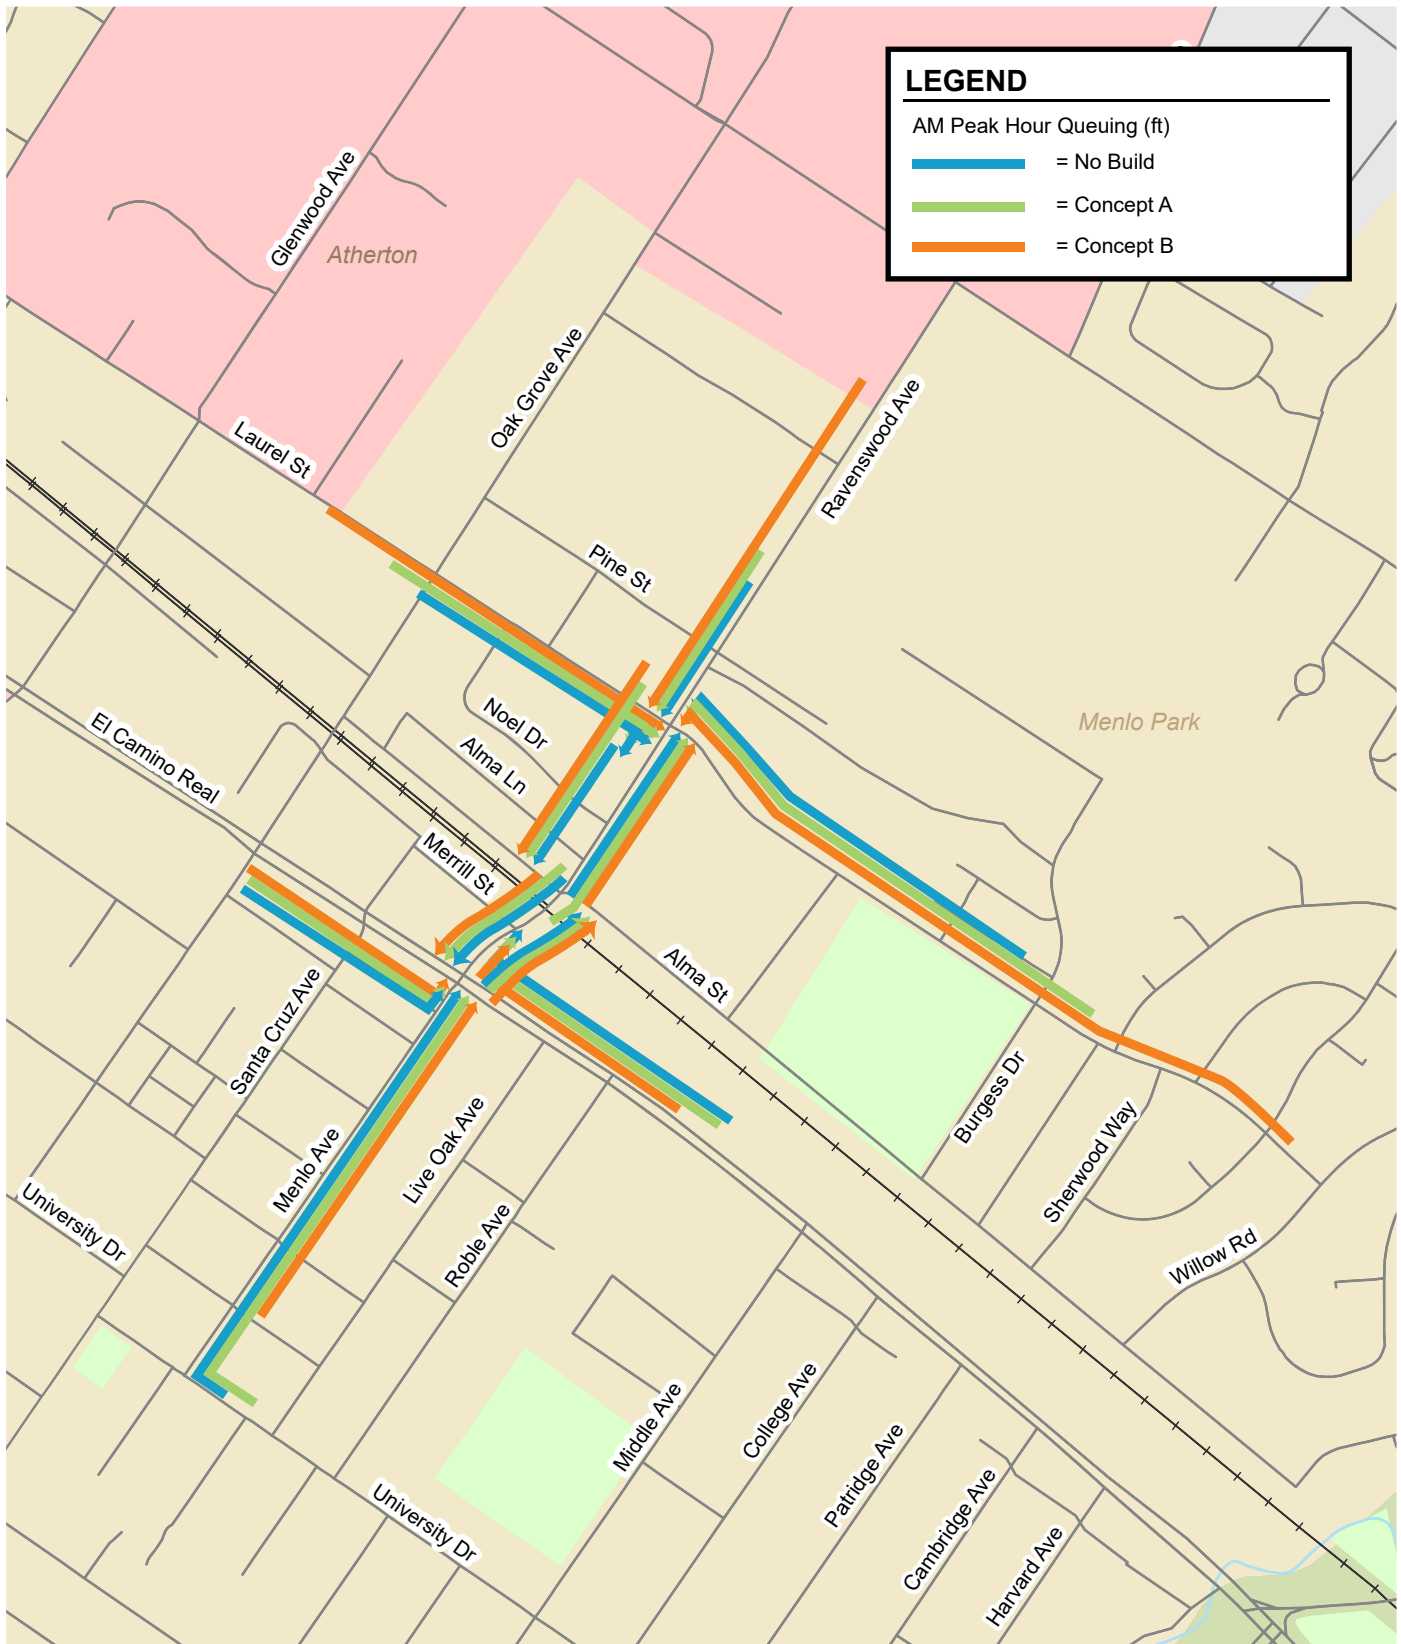 LEGEND
AM Peak Hour Queuing (ft)
= No Build
= Concept A
= Concept B
Glenwood Ave
Atherton
Oak Grove Ave
Ravenswood Ave
Laurel St
Pine St
Menlo Park
Noel Dr
Alma Ln
El Camino Real
Merrill St
Alma St
Santa Cruz Ave
Burgess Dr
Sherwood Way
Menlo Ave
Live Oak Ave
University Dr
Roble Ave
Willow Rd
Middle Ave
College Ave
Patridge Ave
Cambridge Ave
University Dr
Harvard Ave